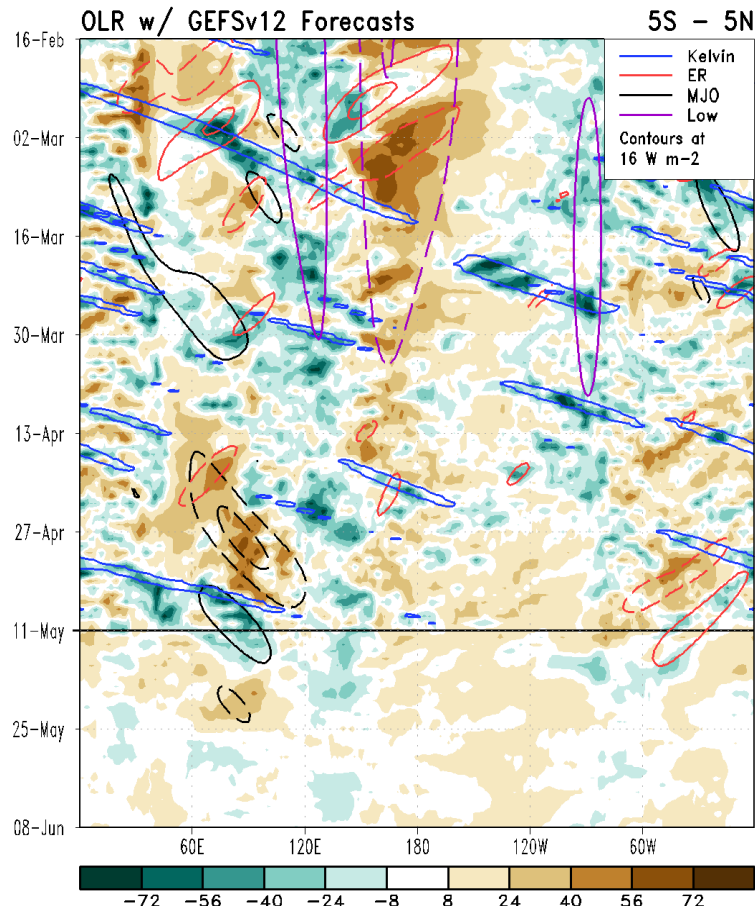 OLR w/ GEFSv12 Forecasts 5S - 5N
16-Feb
Kelvin
ER
MJO
Low
Contours at
16 W m-2
02-Mar
16-Mar
30-Mar
13-Apr
27-Apr
11-May
25-May
08-Jun
60E 120E 180 120W 60W
-72 -56 -40 -24 -8 8 24 40 56 72